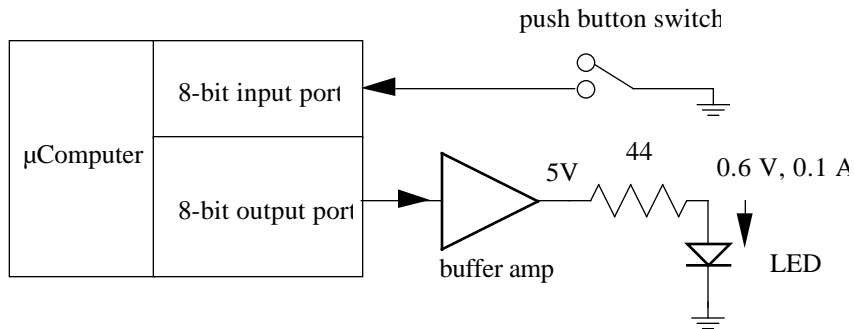 push button switch
8-bit input port
µComputer
44
0.6 V, 0.1 A
5V
8-bit output port
buffer amp
LED